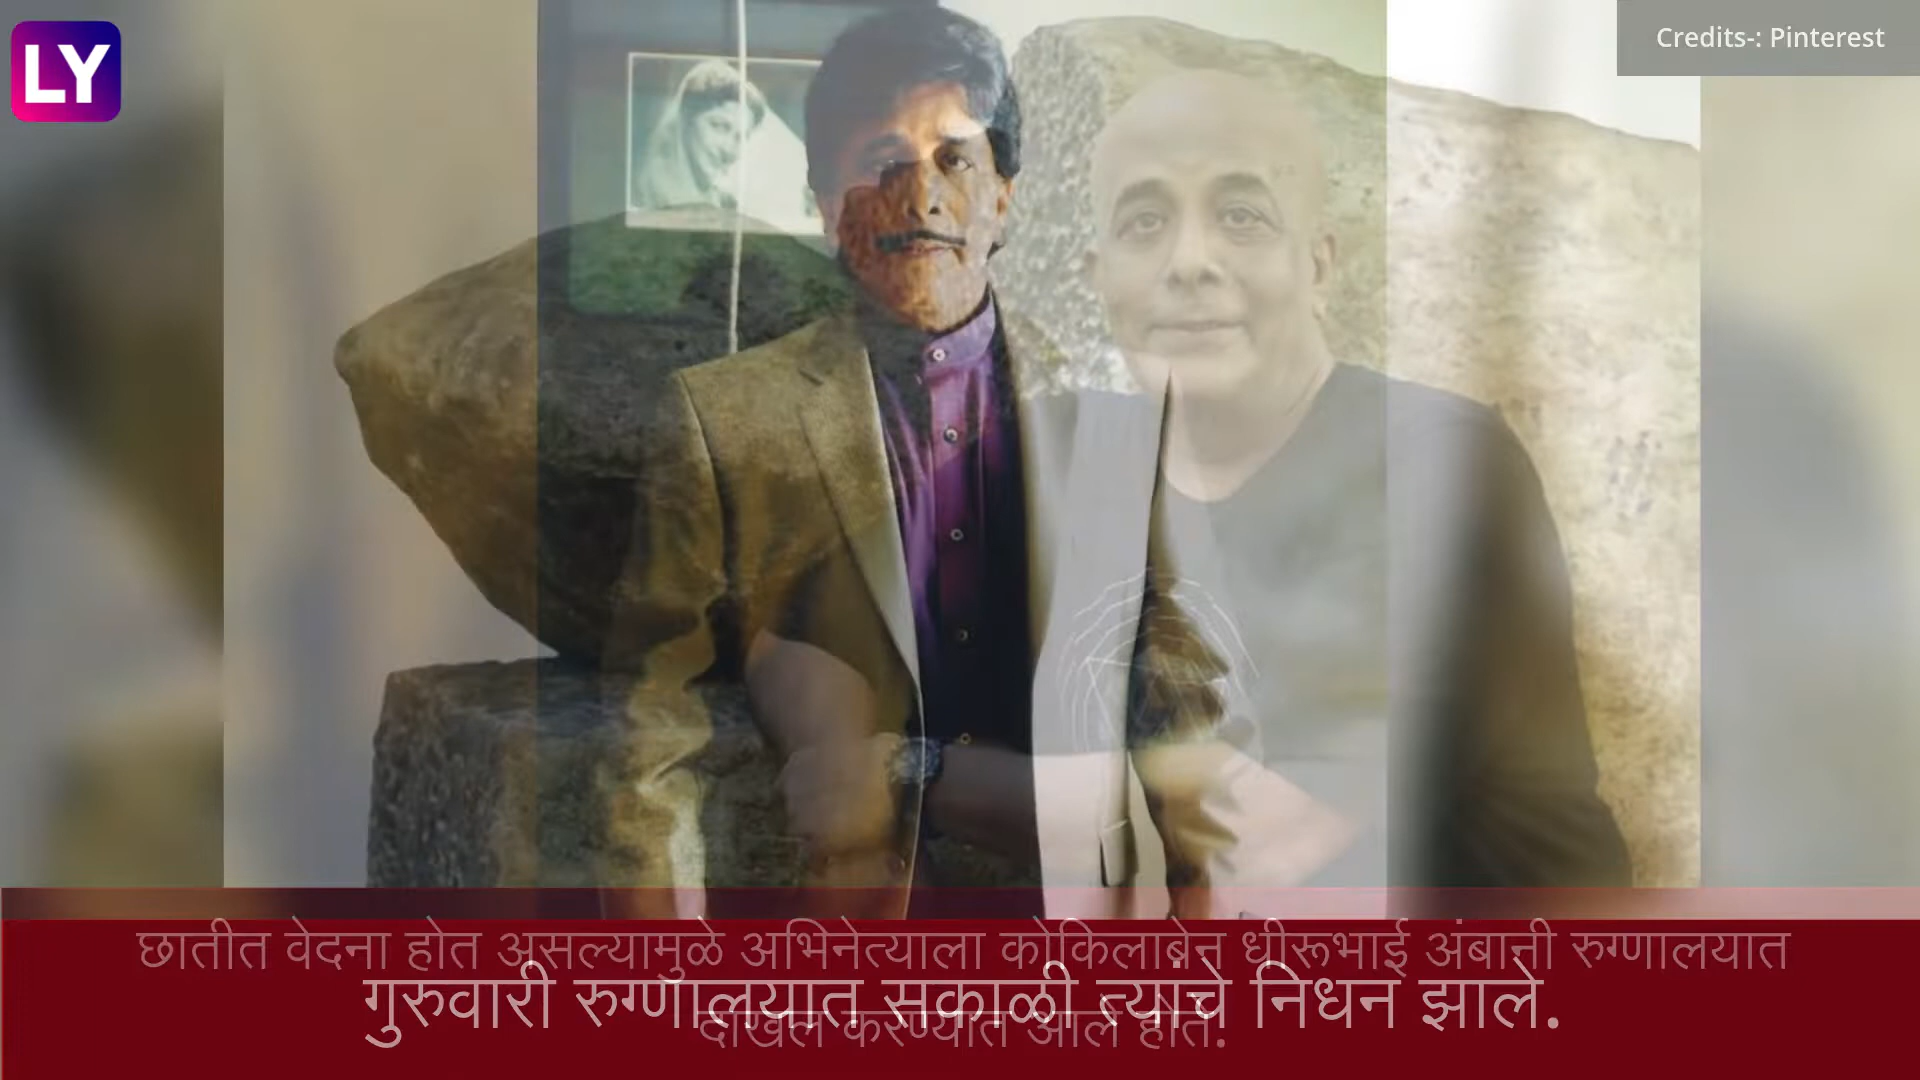 LY
Credits-: Pinterest
छातीत वेदना होत असल्यामुळे अभिनेत्याला कोकिलाबेन धीरूभाई अंबानी रुग्णालयात
गुरुवारी रुग्णालयात सकाळी त्यांचे निधन झाले.
दाखल करण्यात आले होते.